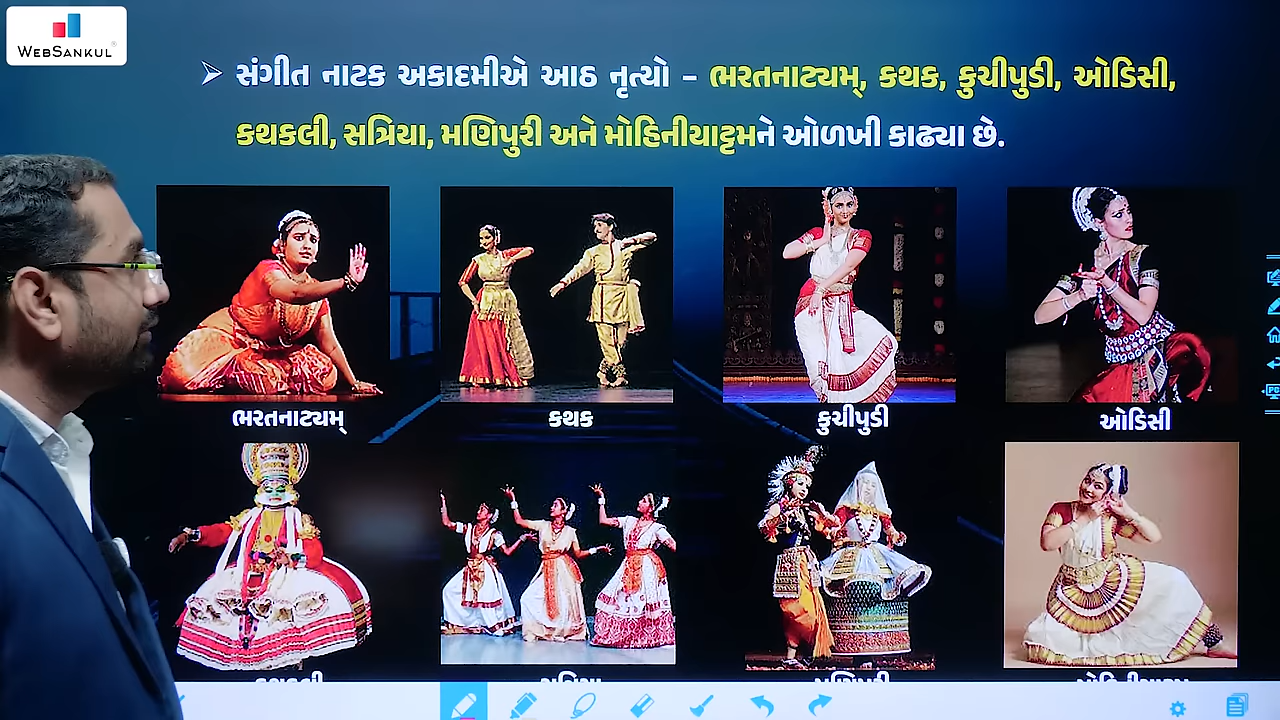 WEBSANKUL
➢ સંગીત નાટક અકાદમીએ આઠ નૃત્યો – ભરતનાટ્યમ્, કથક, કુચીપુડી, ઓડિસી,
કથકલી, સત્રિયા, મણિપુરી અને મોહિનીયાટ્ટમને ઓળખી કાઢ્યા છે.
ભરતનાટ્યમ્ કથક કુચીપુડી ઓડિસી